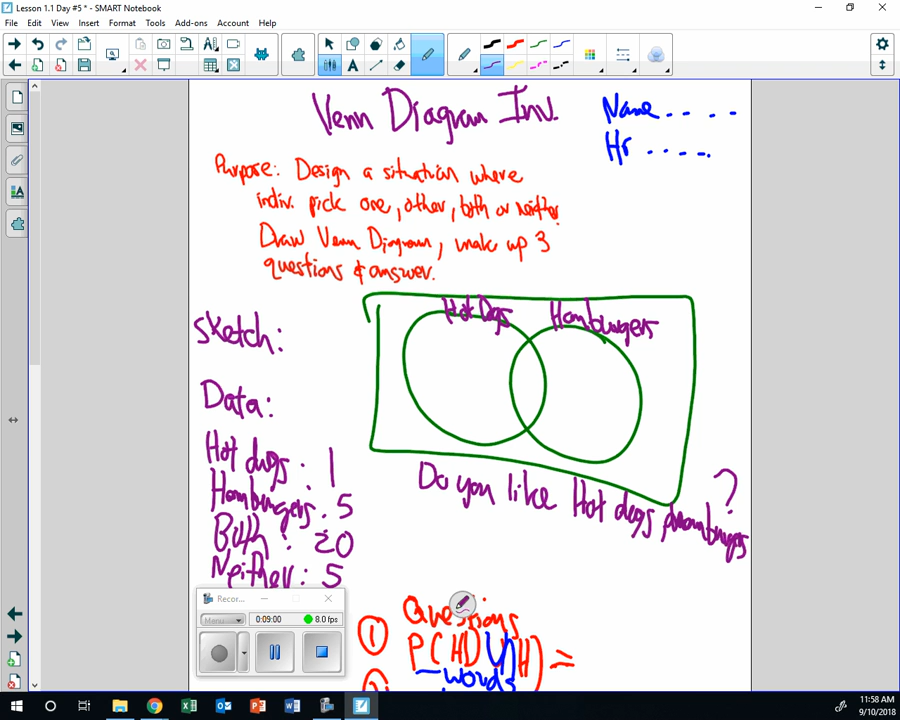 Lesson 1.1 Day #5 * - SMART Notebook
File Edit View Insert Format Tools Add-ons Account Help
Venn Diagram Inv.
Name.....
Hr.....
Purpose: Design a situation where
indiv. pick one, other, both or neither.
Draw Venn Diagram, make up 3
questions & answer.
Sketch:
Hot Dogs Hamburgers
Data:
Hot dogs: 1
Hamburgers: 5
Both: 20
Neither: 5
Do you like Hot dogs hamburgers?
Recor...
Menu
0:09:00 8.0 fps
Questions
① P(HD U H) =
words
11:58 AM
9/10/2018